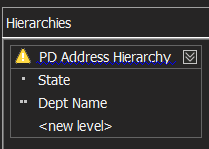 Hierarchies
PD Address Hierarchy
State
Dept Name
<new level>